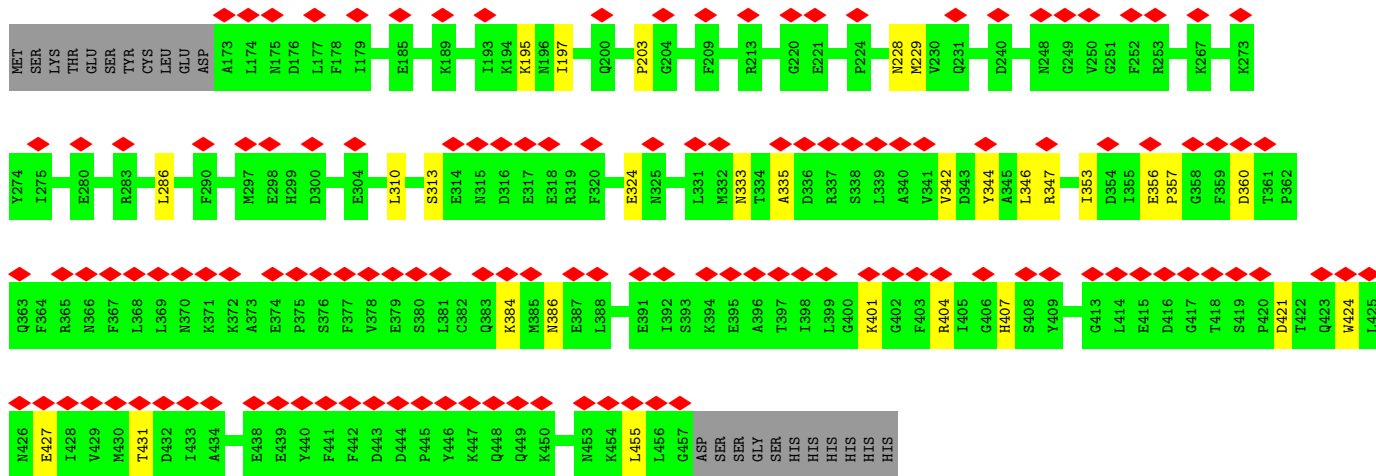 MET SER LYS THR GLU SER TYR CYS LEU GLU ASP A173 L174 N175 D176 L177 F178 I179 E185 K189 I193 K194 K195 N196 I197 Q200 P203 G204 F209 R213 G220 E221 P224 N228 M229 V230 Q231 D240 N248 G249 V250 G251 F252 R253 K267 K273
Y274 I275 E280 R283 L286 F290 M297 E298 H299 D300 E304 L310 S313 E314 N315 D316 E317 E318 R319 F320 E324 N325 L331 M332 N333 T334 A335 D336 R337 S338 L339 A340 V341 V342 D343 Y344 A345 L346 R347 I353 D354 I355 E356 P357 G358 F359 D360 T361 P362
Q363 F364 R365 N366 F367 L368 L369 N370 K371 K372 A373 E374 P375 S376 F377 V378 E379 S380 L381 C382 Q383 K384 M385 N386 E387 L388 E391 I392 S393 K394 E395 A396 T397 I398 L399 G400 K401 G402 F403 R404 I405 G406 H407 S408 Y409 G413 L414 E415 D416 G417 T418 S419 P420 D421 T422 Q423 W424 L425
N426 E427 I428 V429 M430 T431 D432 I433 A434 E438 E439 Y440 F441 F442 D443 D444 P445 Y446 K447 Q448 Q449 K450 N453 K454 L455 L456 G457 ASP SER SER GLY SER HIS HIS HIS HIS HIS HIS